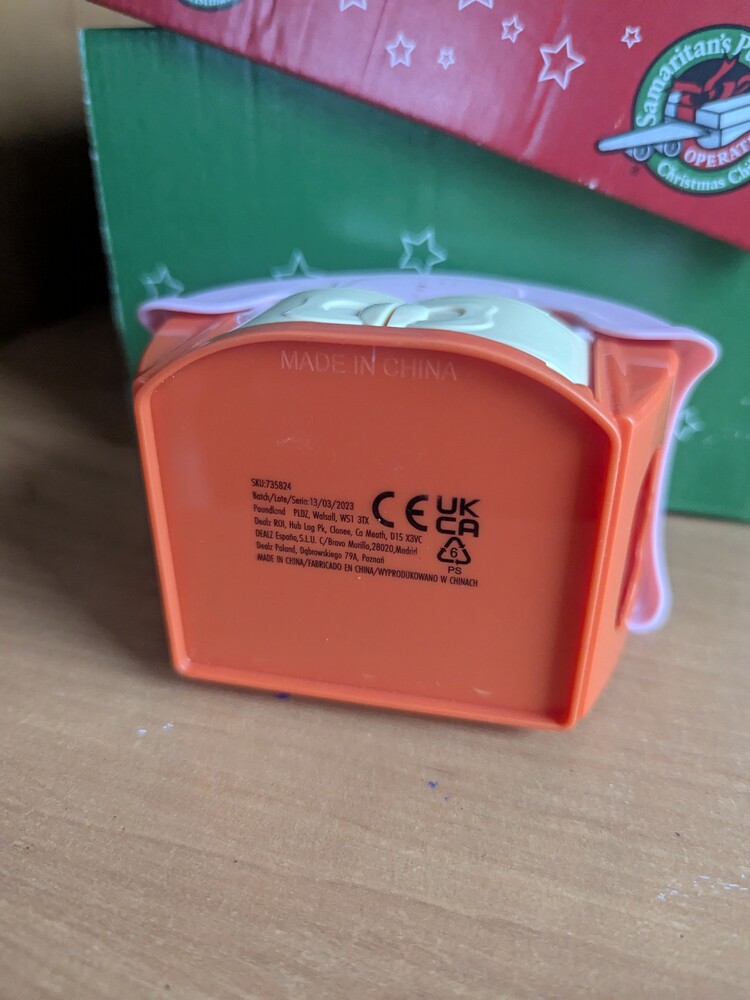 Samaritan's
OPERAT
Christmas Chi
MADE IN CHINA
SKU:735824
Batch/Lote/Seria:13/03/2023
Poundland PLDZ, Walsall, WS1 3TX
Dealz ROI, Hub Log Pk, Clonee, Co Meath, D15 X3VC
DEALZ España,S.L.U. C/Bravo Murillo,28020,Madrid
Dealz Poland, Dąbrowskiego 79A, Poznań
MADE IN CHINA/FABRICADO EN CHINA/WYPRODUKOWANO W CHINACH
CE
UK
CA
6
PS